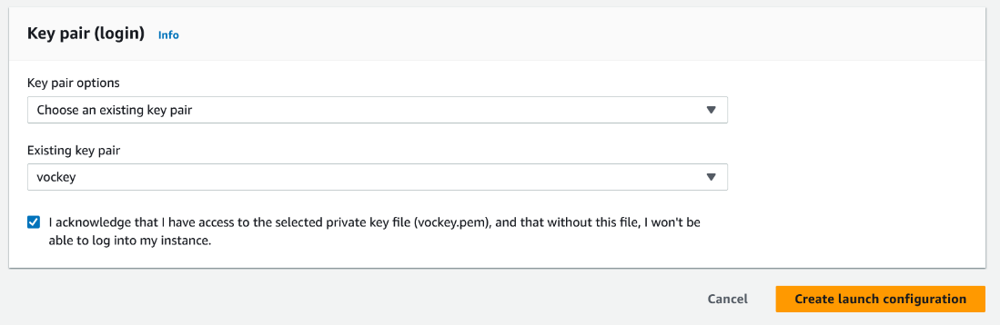 Key pair (login) Info
Key pair options
Choose an existing key pair
Existing key pair
vockey
I acknowledge that I have access to the selected private key file (vockey.pem), and that without this file, I won't be
able to log into my instance.
Cancel Create launch configuration